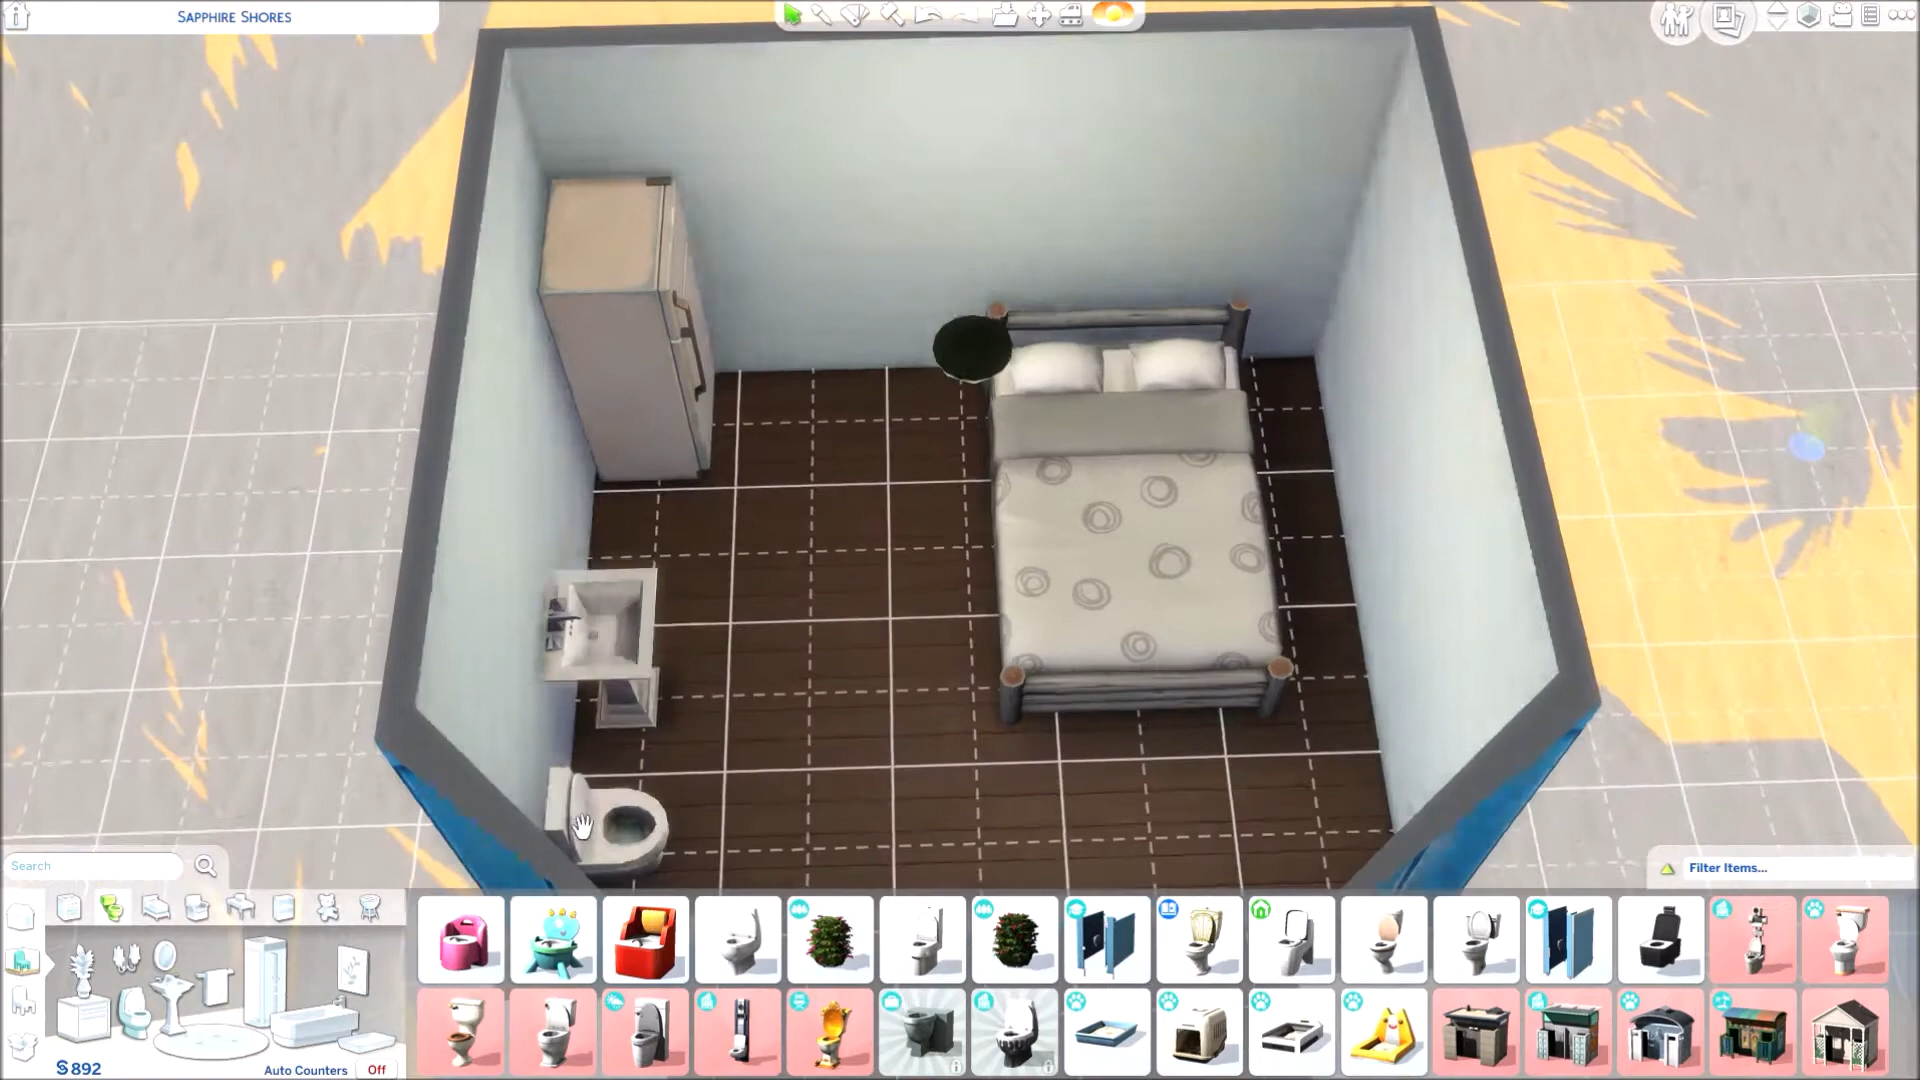 SAPPHIRE SHORES
Search
Filter Items...
§892
Auto Counters Off